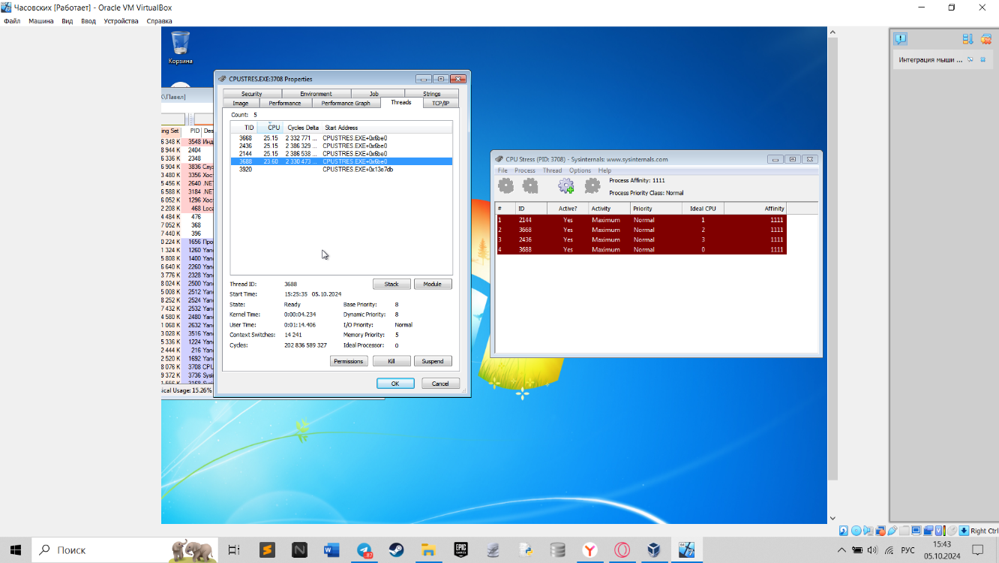 Часовских [Работает] - Oracle VM VirtualBox
Файл Машина Вид Ввод Устройства Справка
Корзина
Интеграция мыши ...
\Павел]
CPUSTRES.EXE:3708 Properties
Security Environment Job Strings
Image Performance Performance Graph Threads TCP/IP
Count: 5
TID CPU Cycles Delta Start Address
3668 25.15 2 332 771 ... CPUSTRES.EXE+0x6be0
2436 25.15 2 386 329 ... CPUSTRES.EXE+0x6be0
2144 25.15 2 386 538 ... CPUSTRES.EXE+0x6be0
3688 23.60 2 330 473 ... CPUSTRES.EXE+0x6be0
3920 CPUSTRES.EXE+0x13e7db
Thread ID: 3688
Stack Module
Start Time: 15:25:35 05.10.2024
State: Ready Base Priority: 8
Kernel Time: 0:00:04.234 Dynamic Priority: 8
User Time: 0:01:14.406 I/O Priority: Normal
Context Switches: 14 241 Memory Priority: 5
Cycles: 202 836 589 327 Ideal Processor: 0
Permissions Kill Suspend
OK Cancel
ing Set PID Des
6 348 K 3548 Инд
8 944 K 2404
6 336 K 2348
6 904 K 3836 Слу
3 480 K 3356 Хос
5 456 K 2640 .NET
6 588 K 3184 .NET
6 052 K 1296 Хос
2 208 K 468 Loca
4 484 K 476
7 052 K 368
7 440 K 396
0 224 K 1656 Про
1 324 K 1260 Yan
5 808 K 1400 Yan
6 640 K 2260 Yan
3 776 K 2328 Yan
8 024 K 2500 Yan
5 008 K 2512 Yan
8 252 K 2524 Yan
7 432 K 2532 Yan
4 580 K 2480 Yan
1 068 K 2632 Yan
3 028 K 3516 Yan
5 336 K 1224 Yan
2 444 K 216 Yan
2 520 K 1692 Yan
8 076 K 3708 CPU
9 372 K 3736 Sysi
sical Usage: 15.26%
CPU Stress (PID: 3708) - Sysinternals: www.sysinternals.com
File Process Thread Options Help
Process Affinity: 1111
Process Priority Class: Normal
# ID Active? Activity Priority Ideal CPU Affinity
1 2144 Yes Maximum Normal 1 1111
2 3668 Yes Maximum Normal 2 1111
3 2436 Yes Maximum Normal 3 1111
4 3688 Yes Maximum Normal 0 1111
Right Ctrl
Поиск
87
EPIC GAMES
РУС
15:43
05.10.2024